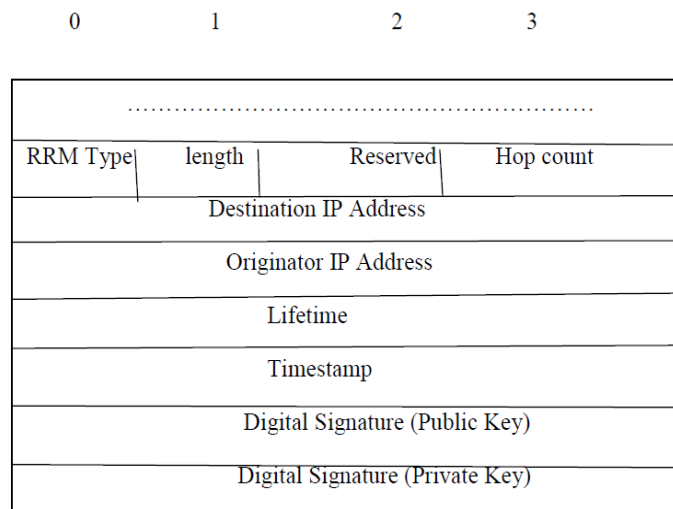 0 1 2 3
………………………………………………………
RRM Type length Reserved Hop count
Destination IP Address
Originator IP Address
Lifetime
Timestamp
Digital Signature (Public Key)
Digital Signature (Private Key)